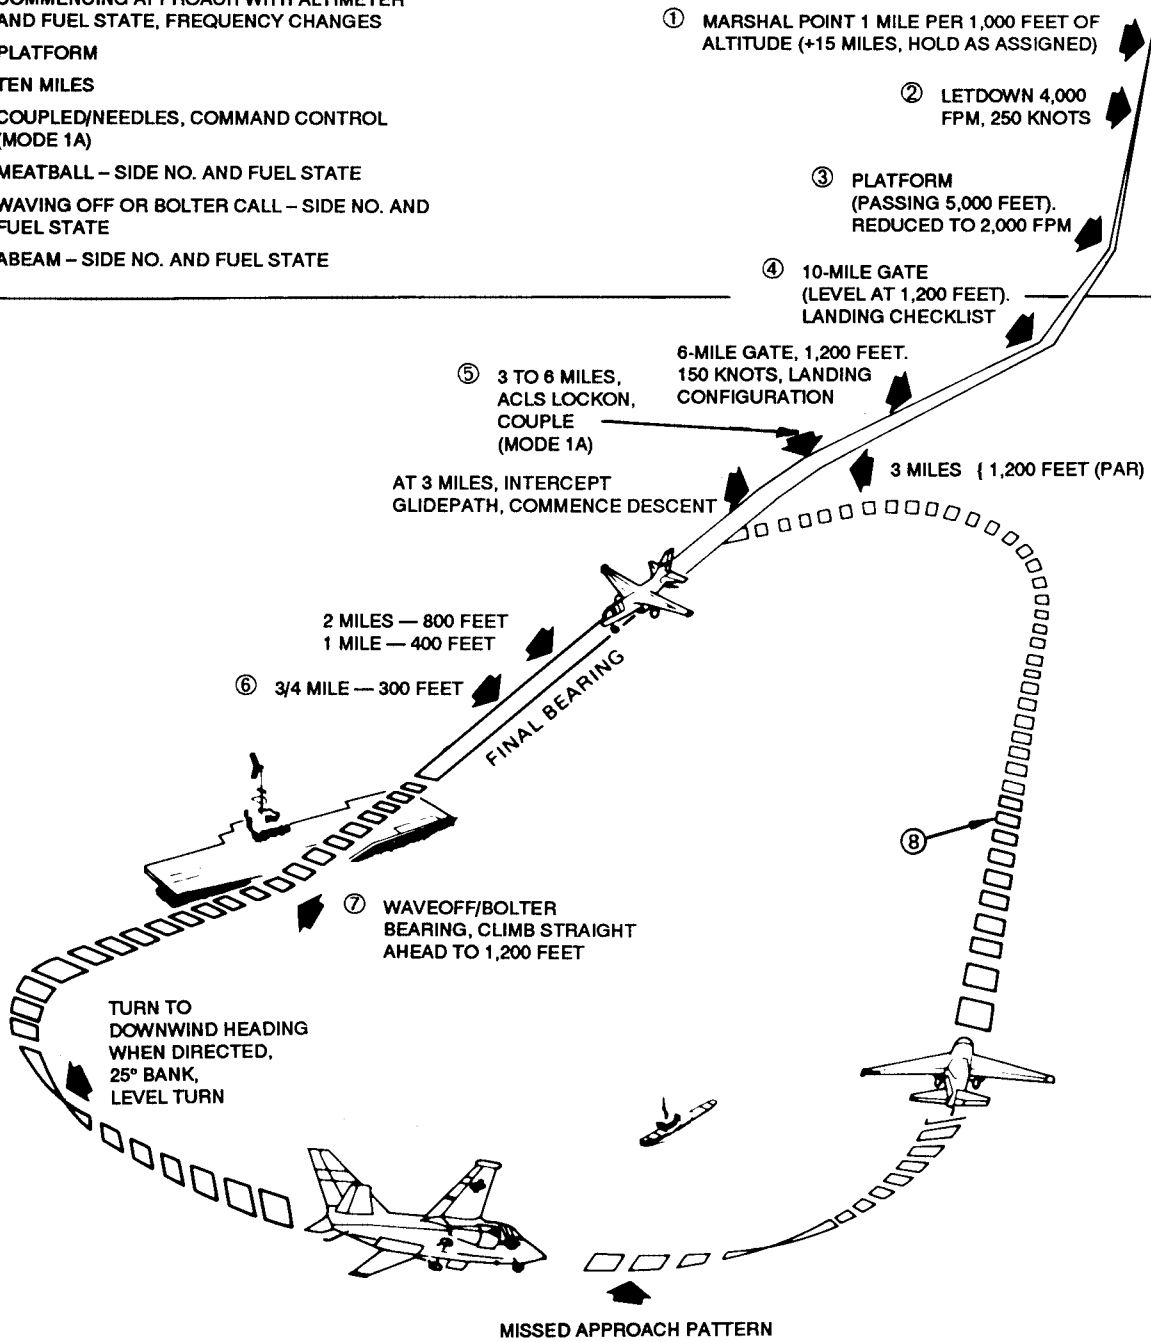 COMMENCING APPROACH WITH ALTIMETER
AND FUEL STATE, FREQUENCY CHANGES
PLATFORM
TEN MILES
COUPLED/NEEDLES, COMMAND CONTROL
(MODE 1A)
MEATBALL – SIDE NO. AND FUEL STATE
WAVING OFF OR BOLTER CALL – SIDE NO. AND
FUEL STATE
ABEAM – SIDE NO. AND FUEL STATE
① MARSHAL POINT 1 MILE PER 1,000 FEET OF
ALTITUDE (+15 MILES, HOLD AS ASSIGNED)
② LETDOWN 4,000
FPM, 250 KNOTS
③ PLATFORM
(PASSING 5,000 FEET).
REDUCED TO 2,000 FPM
④ 10-MILE GATE
(LEVEL AT 1,200 FEET).
LANDING CHECKLIST
6-MILE GATE, 1,200 FEET.
150 KNOTS, LANDING
CONFIGURATION
⑤ 3 TO 6 MILES,
ACLS LOCKON,
COUPLE
(MODE 1A)
3 MILES { 1,200 FEET (PAR)
AT 3 MILES, INTERCEPT
GLIDEPATH, COMMENCE DESCENT
2 MILES — 800 FEET
1 MILE — 400 FEET
⑥ 3/4 MILE — 300 FEET
FINAL BEARING
⑧
⑦ WAVEOFF/BOLTER
BEARING, CLIMB STRAIGHT
AHEAD TO 1,200 FEET
TURN TO
DOWNWIND HEADING
WHEN DIRECTED,
25° BANK,
LEVEL TURN
MISSED APPROACH PATTERN